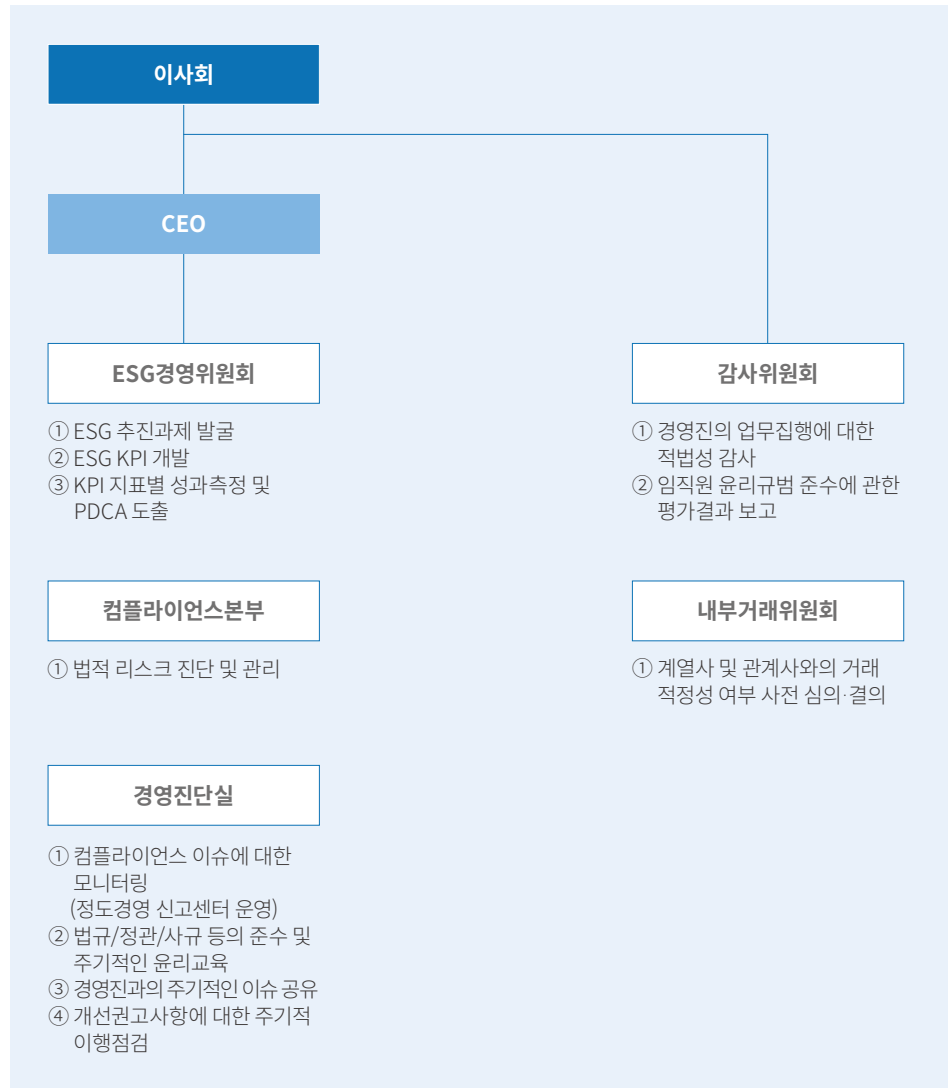 이사회
CEO
ESG경영위원회
① ESG 추진과제 발굴
② ESG KPI 개발
③ KPI 지표별 성과측정 및
PDCA 도출
감사위원회
① 경영진의 업무집행에 대한
적법성 감사
② 임직원 윤리규범 준수에 관한
평가결과 보고
컴플라이언스본부
① 법적 리스크 진단 및 관리
내부거래위원회
① 계열사 및 관계사와의 거래
적정성 여부 사전 심의·결의
경영진단실
① 컴플라이언스 이슈에 대한
모니터링
(정도경영 신고센터 운영)
② 법규/정관/사규 등의 준수 및
주기적인 윤리교육
③ 경영진과의 주기적인 이슈 공유
④ 개선권고사항에 대한 주기적
이행점검